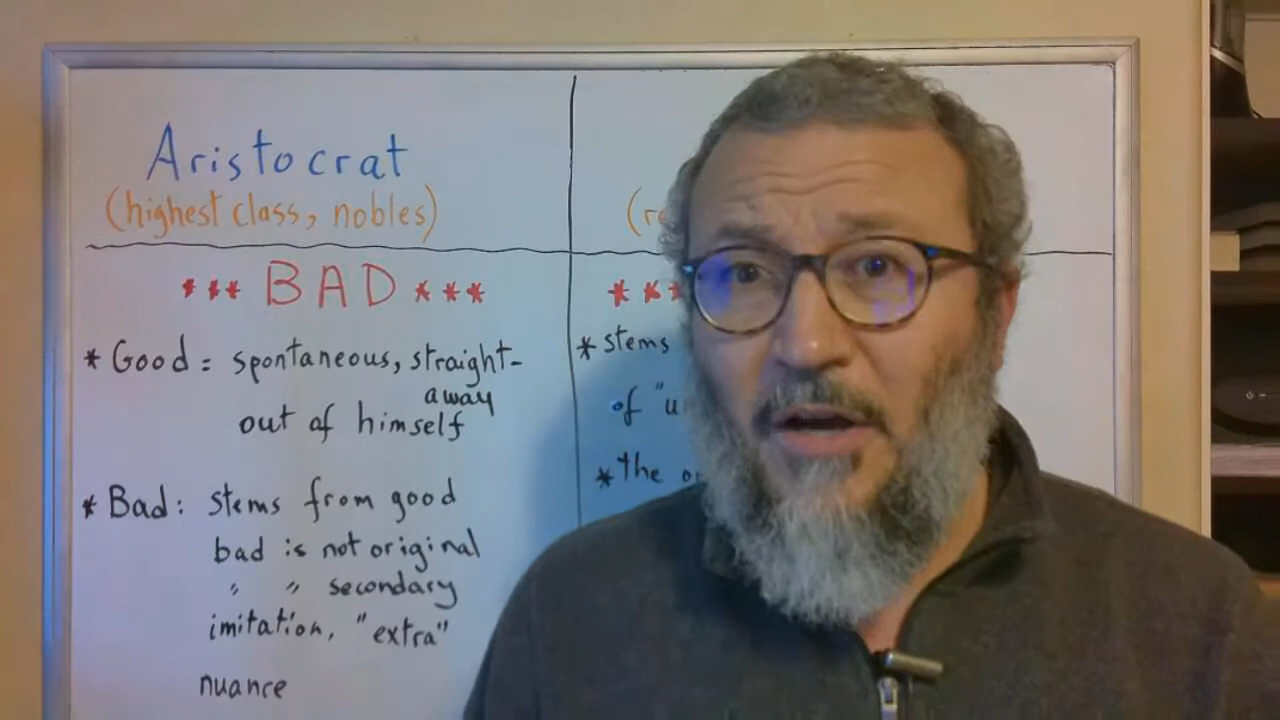 Aristocrat
(highest class, nobles)
*** BAD ***
* Good = spontaneous, straight-
away
out of himself
* Bad: stems from good
bad is not original
" " secondary
imitation, "extra"
nuance
***
* stems
of
* the